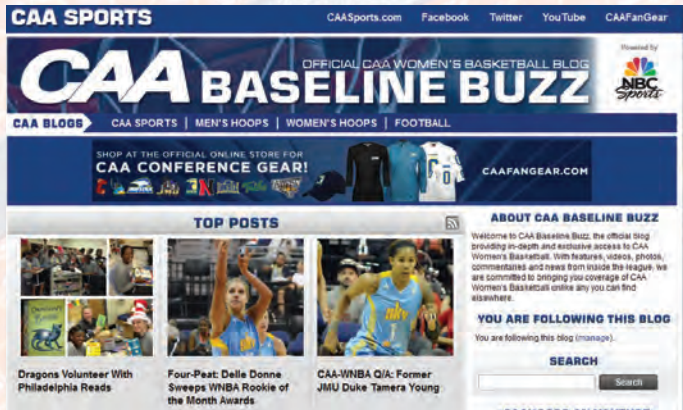 CAA SPORTS
CAASports.com Facebook Twitter YouTube CAAFanGear
OFFICIAL CAA WOMEN'S BASKETBALL BLOG
CAA BASELINE BUZZ
Powered by
NBC
Sports
CAA BLOGS CAA SPORTS | MEN'S HOOPS | WOMEN'S HOOPS | FOOTBALL
SHOP AT THE OFFICIAL ONLINE STORE FOR
CAA CONFERENCE GEAR!
CAAFANGEAR.COM
TOP POSTS
Dragons Volunteer With
Philadelphia Reads
Four-Peat: Delle Donne
Sweeps WNBA Rookie of
the Month Awards
sky
1
CAA-WNBA Q/A: Former
JMU Duke Tamera Young
ABOUT CAA BASELINE BUZZ
Welcome to CAA Baseline Buzz, the official blog
providing in-depth and exclusive access to CAA
Women's Basketball. With features, videos, photos,
commentaries and news from inside the league, we
are committed to bringing you coverage of CAA
Women's Basketball unlike any you can find
elsewhere.
YOU ARE FOLLOWING THIS BLOG
You are following this blog (manage).
SEARCH
Search